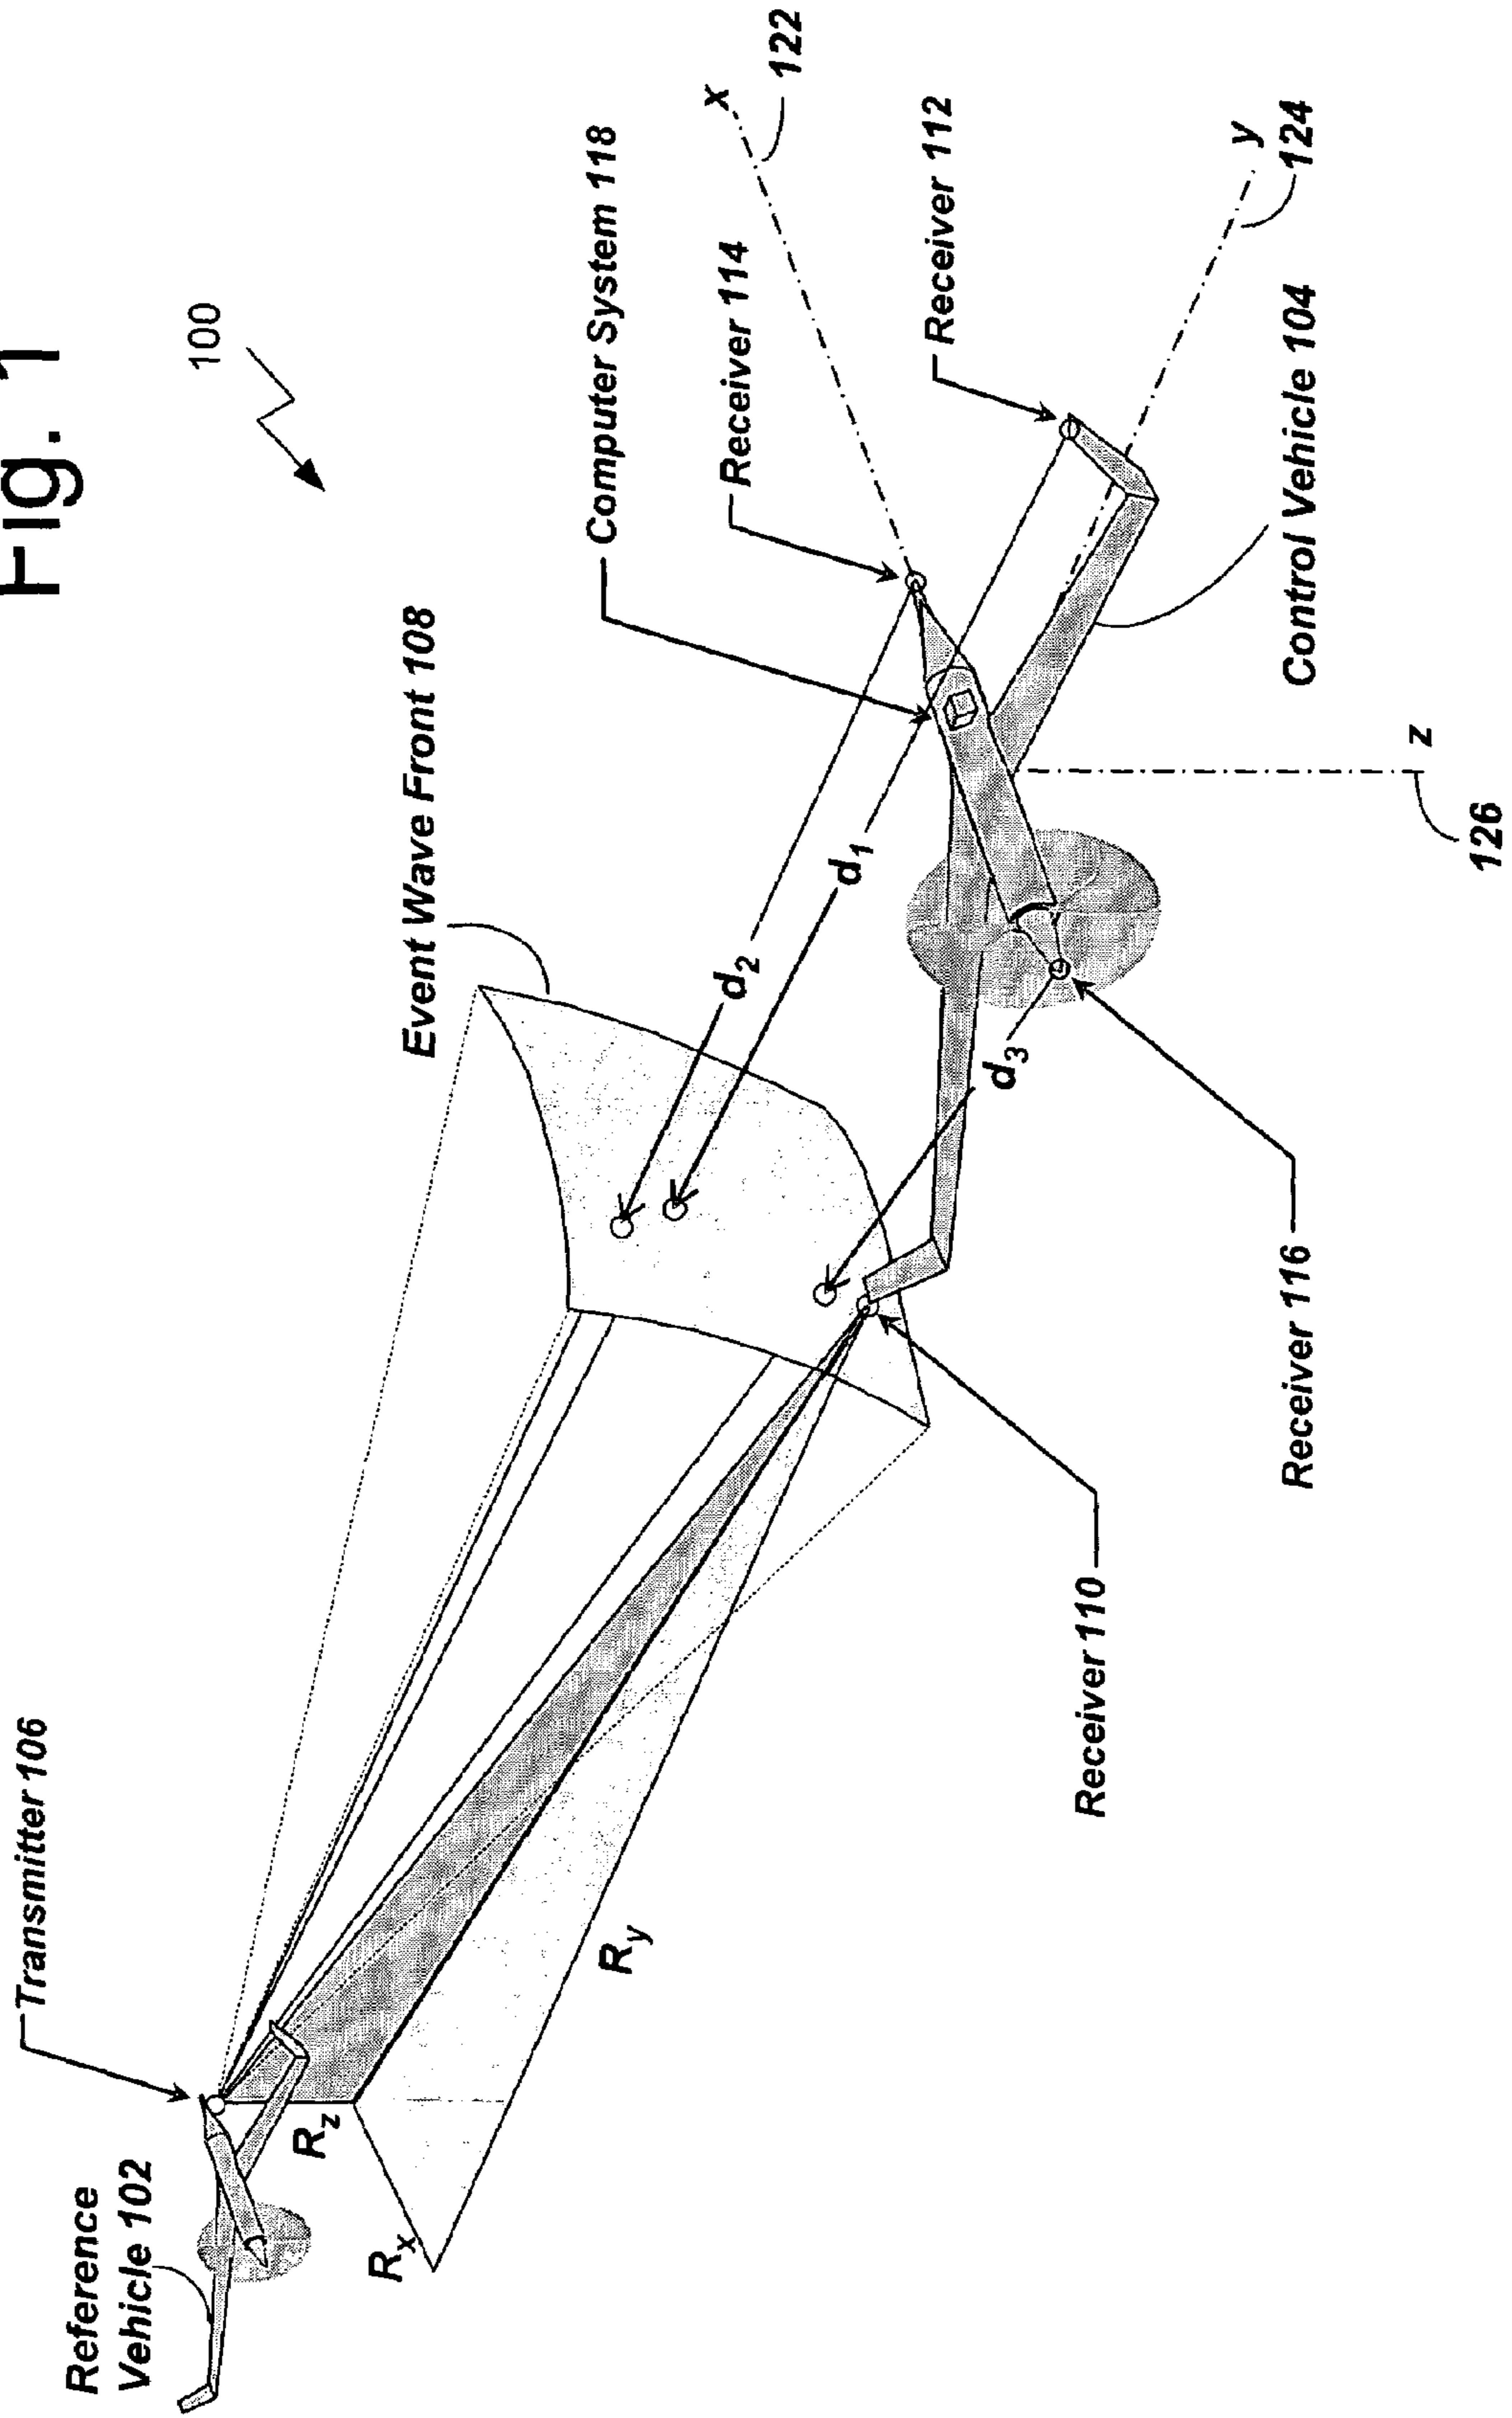 Fig. 1
100
Reference
Vehicle 102
Transmitter 106
Event Wave Front 108
Computer System 118
Receiver 114
x
122
Receiver 112
y
124
Control Vehicle 104
z
126
d₂
d₁
d₃
Rz
Rx
Ry
Receiver 110
Receiver 116